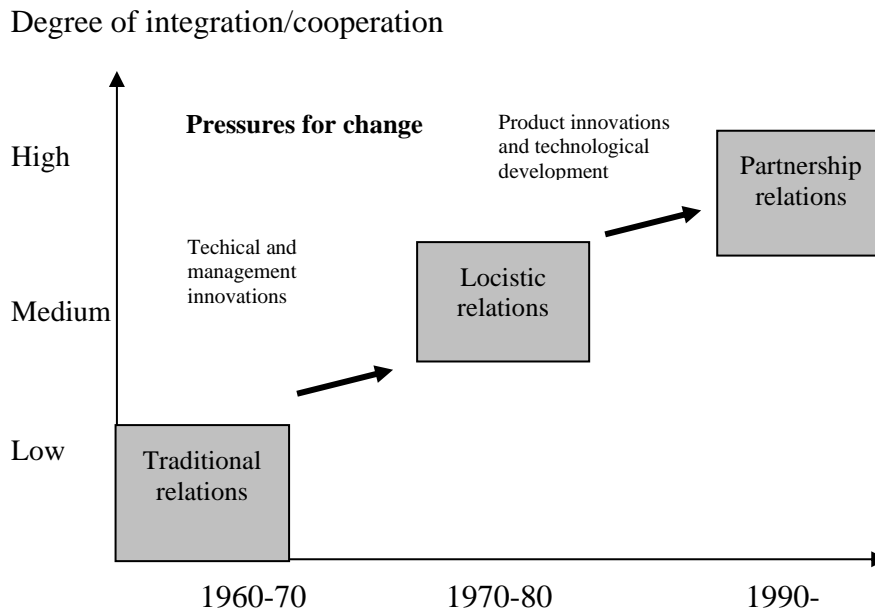 Degree of integration/cooperation
Pressures for change
Product innovations
and technological
development
High
Partnership
relations
Techical and
management
innovations
Locistic
relations
Medium
Low
Traditional
relations
1960-70
1970-80
1990-